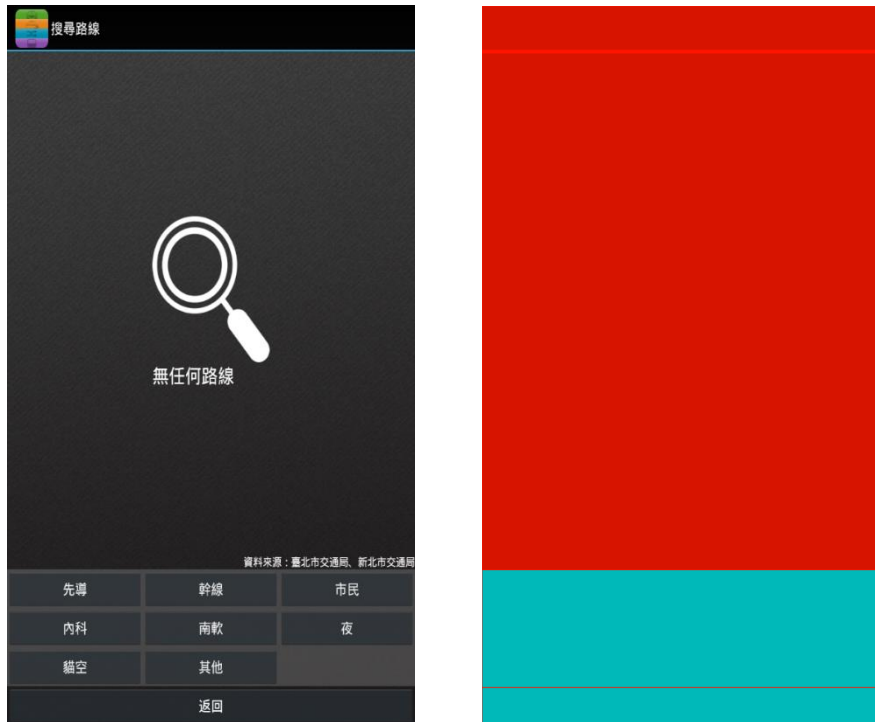 搜尋路線
無任何路線
資料來源：臺北市交通局、新北市交通局
先導 幹線 市民
內科 南軟 夜
貓空 其他
返回